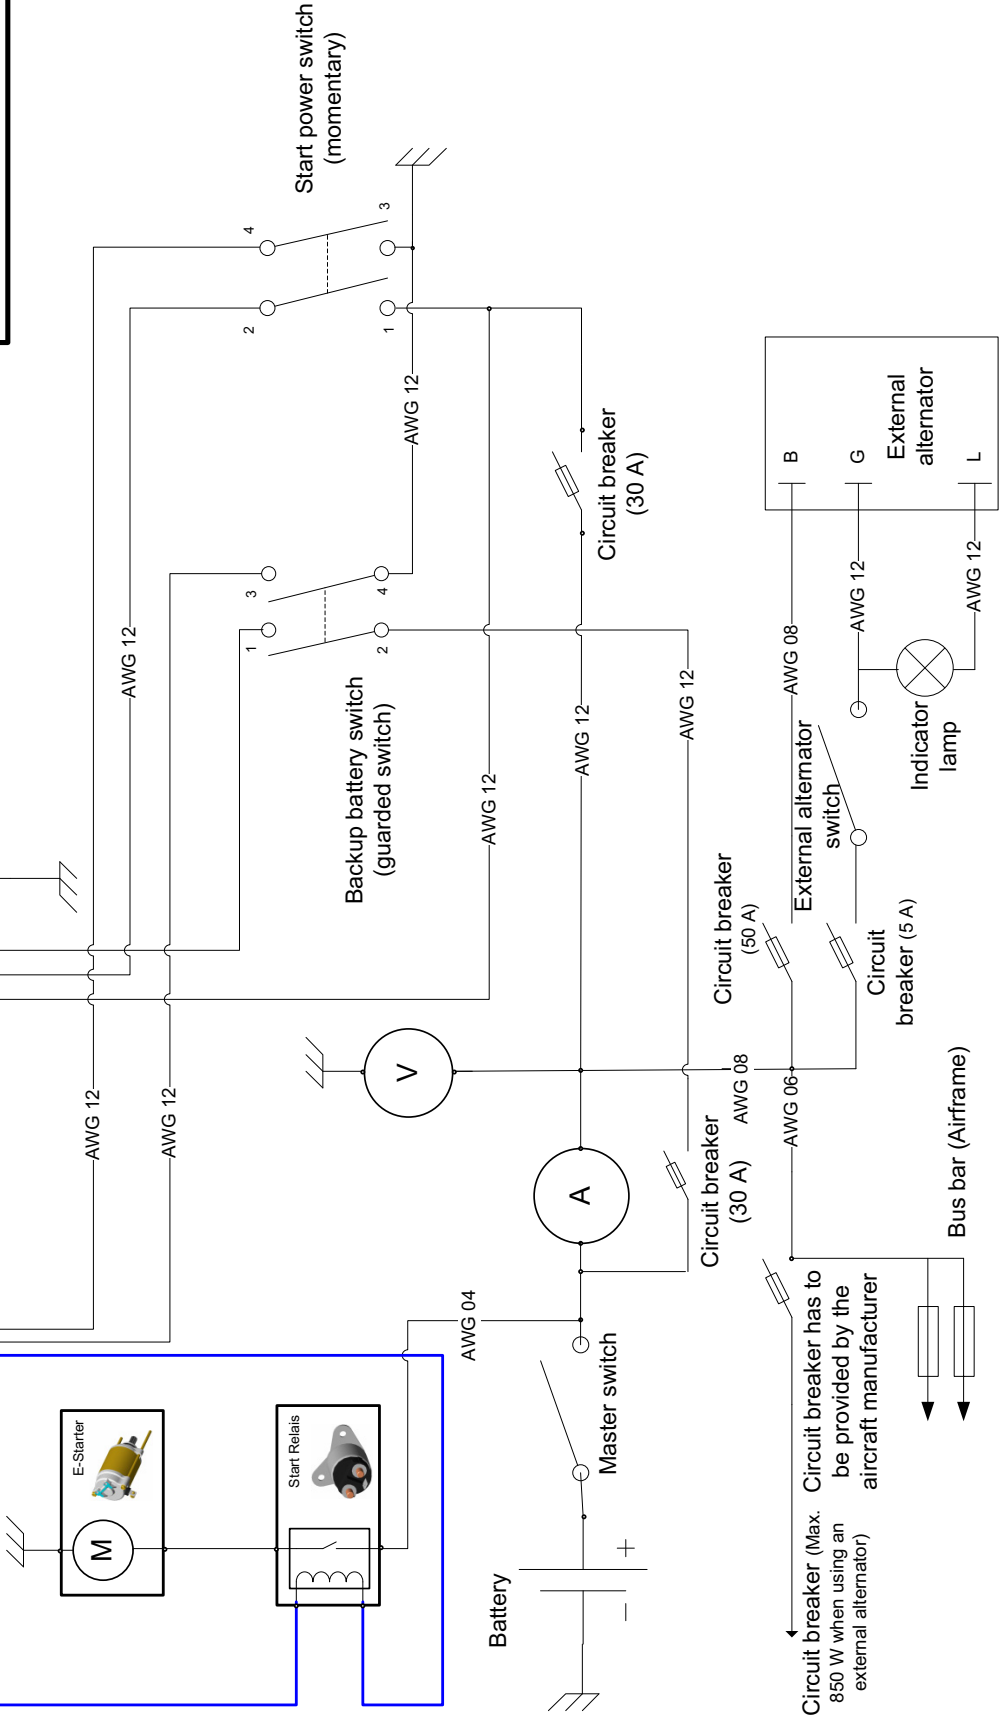 Start power switch
(momentary)
4
3
2
1
AWG 12
AWG 12
3
1
4
2
Backup battery switch
(guarded switch)
Circuit breaker
(30 A)
AWG 12
AWG 12
AWG 12
AWG 12
AWG 12
V
A
Circuit breaker
(30 A)
AWG 08
AWG 06
Circuit breaker
(50 A)
External alternator
switch
Circuit
breaker (5 A)
AWG 08
AWG 12
AWG 12
B
G
L
External
alternator
Indicator
lamp
Bus bar (Airframe)
Circuit breaker has to
be provided by the
aircraft manufacturer
Circuit breaker (Max.
850 W when using an
external alternator)
AWG 04
Master switch
Battery
+
–
E-Starter
M
Start Relais